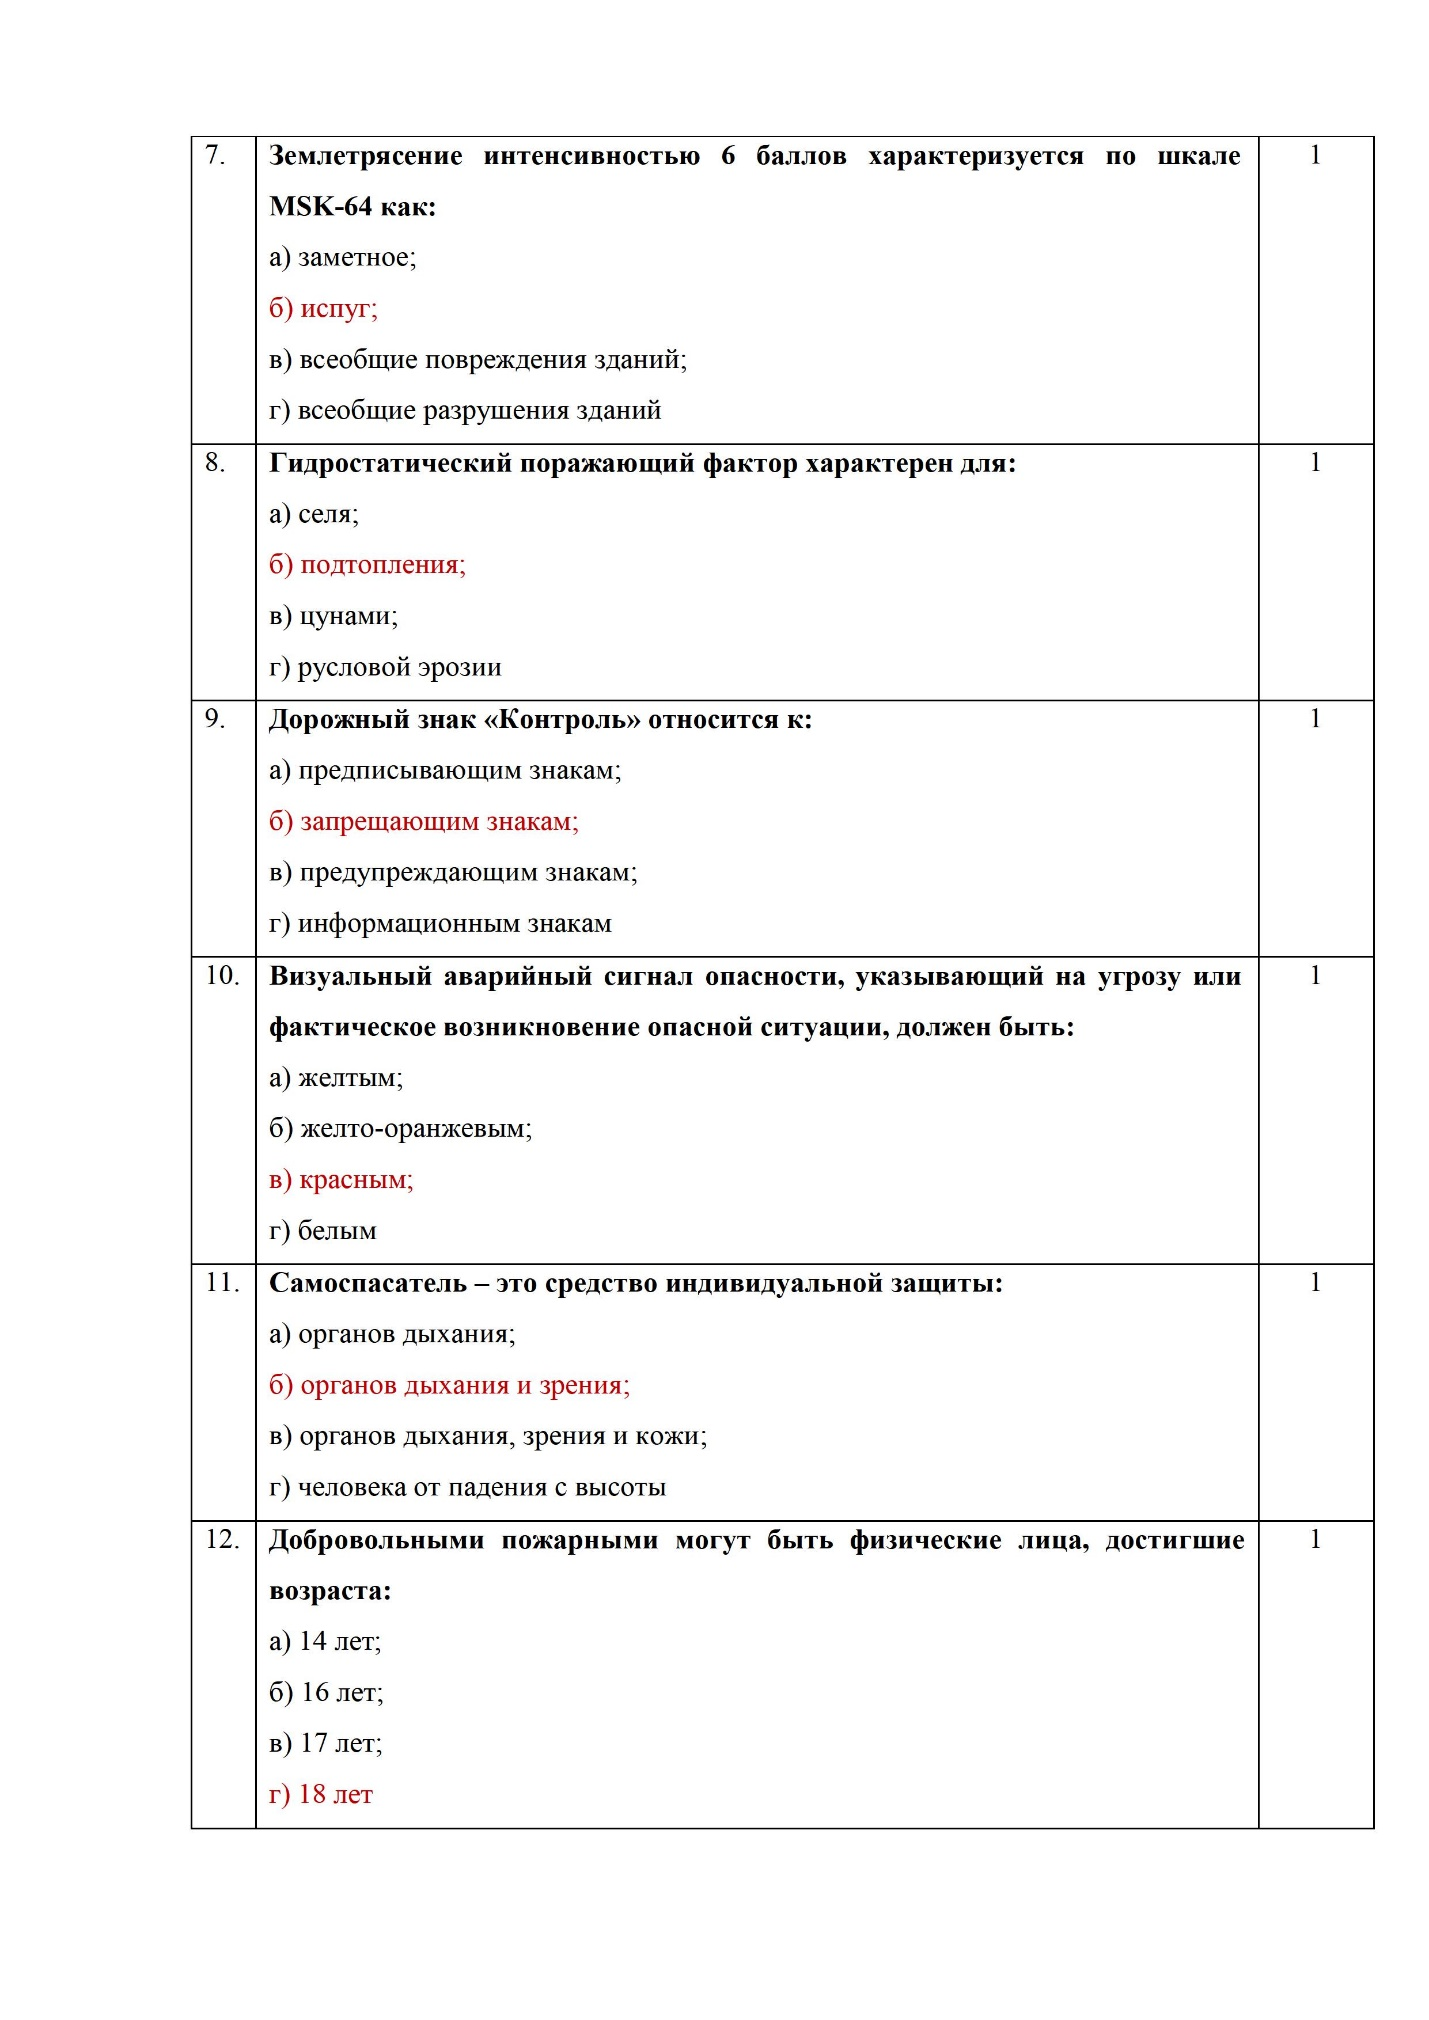 7. Землетрясение интенсивностью 6 баллов характеризуется по шкале 1
MSK-64 как:
а) заметное;
б) испуг;
в) всеобщие повреждения зданий;
г) всеобщие разрушения зданий
8. Гидростатический поражающий фактор характерен для: 1
а) селя;
б) подтопления;
в) цунами;
г) русловой эрозии
9. Дорожный знак «Контроль» относится к: 1
а) предписывающим знакам;
б) запрещающим знакам;
в) предупреждающим знакам;
г) информационным знакам
10. Визуальный аварийный сигнал опасности, указывающий на угрозу или 1
фактическое возникновение опасной ситуации, должен быть:
а) желтым;
б) желто-оранжевым;
в) красным;
г) белым
11. Самоспасатель – это средство индивидуальной защиты: 1
а) органов дыхания;
б) органов дыхания и зрения;
в) органов дыхания, зрения и кожи;
г) человека от падения с высоты
12. Добровольными пожарными могут быть физические лица, достигшие 1
возраста:
а) 14 лет;
б) 16 лет;
в) 17 лет;
г) 18 лет